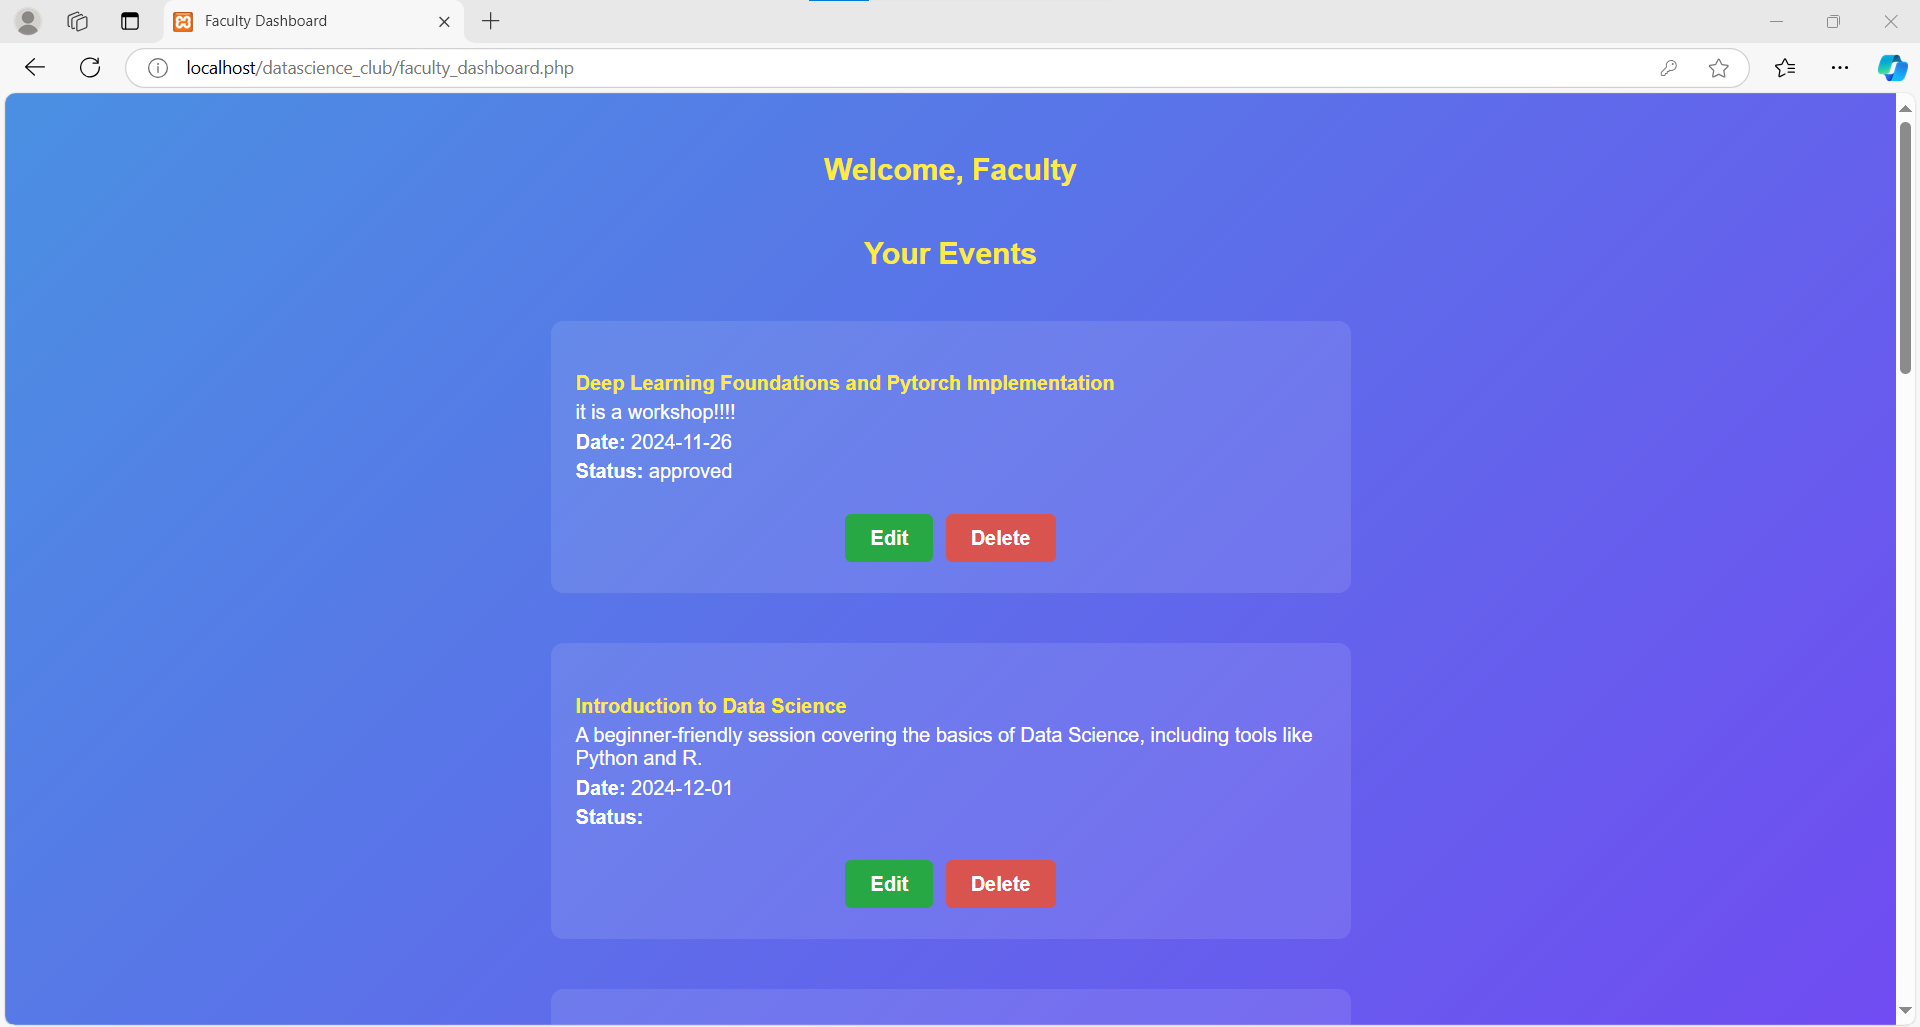 Faculty Dashboard
localhost/datascience_club/faculty_dashboard.php
Welcome, Faculty
Your Events
Deep Learning Foundations and Pytorch Implementation
it is a workshop!!!!
Date: 2024-11-26
Status: approved
Edit Delete
Introduction to Data Science
A beginner-friendly session covering the basics of Data Science, including tools like
Python and R.
Date: 2024-12-01
Status:
Edit Delete